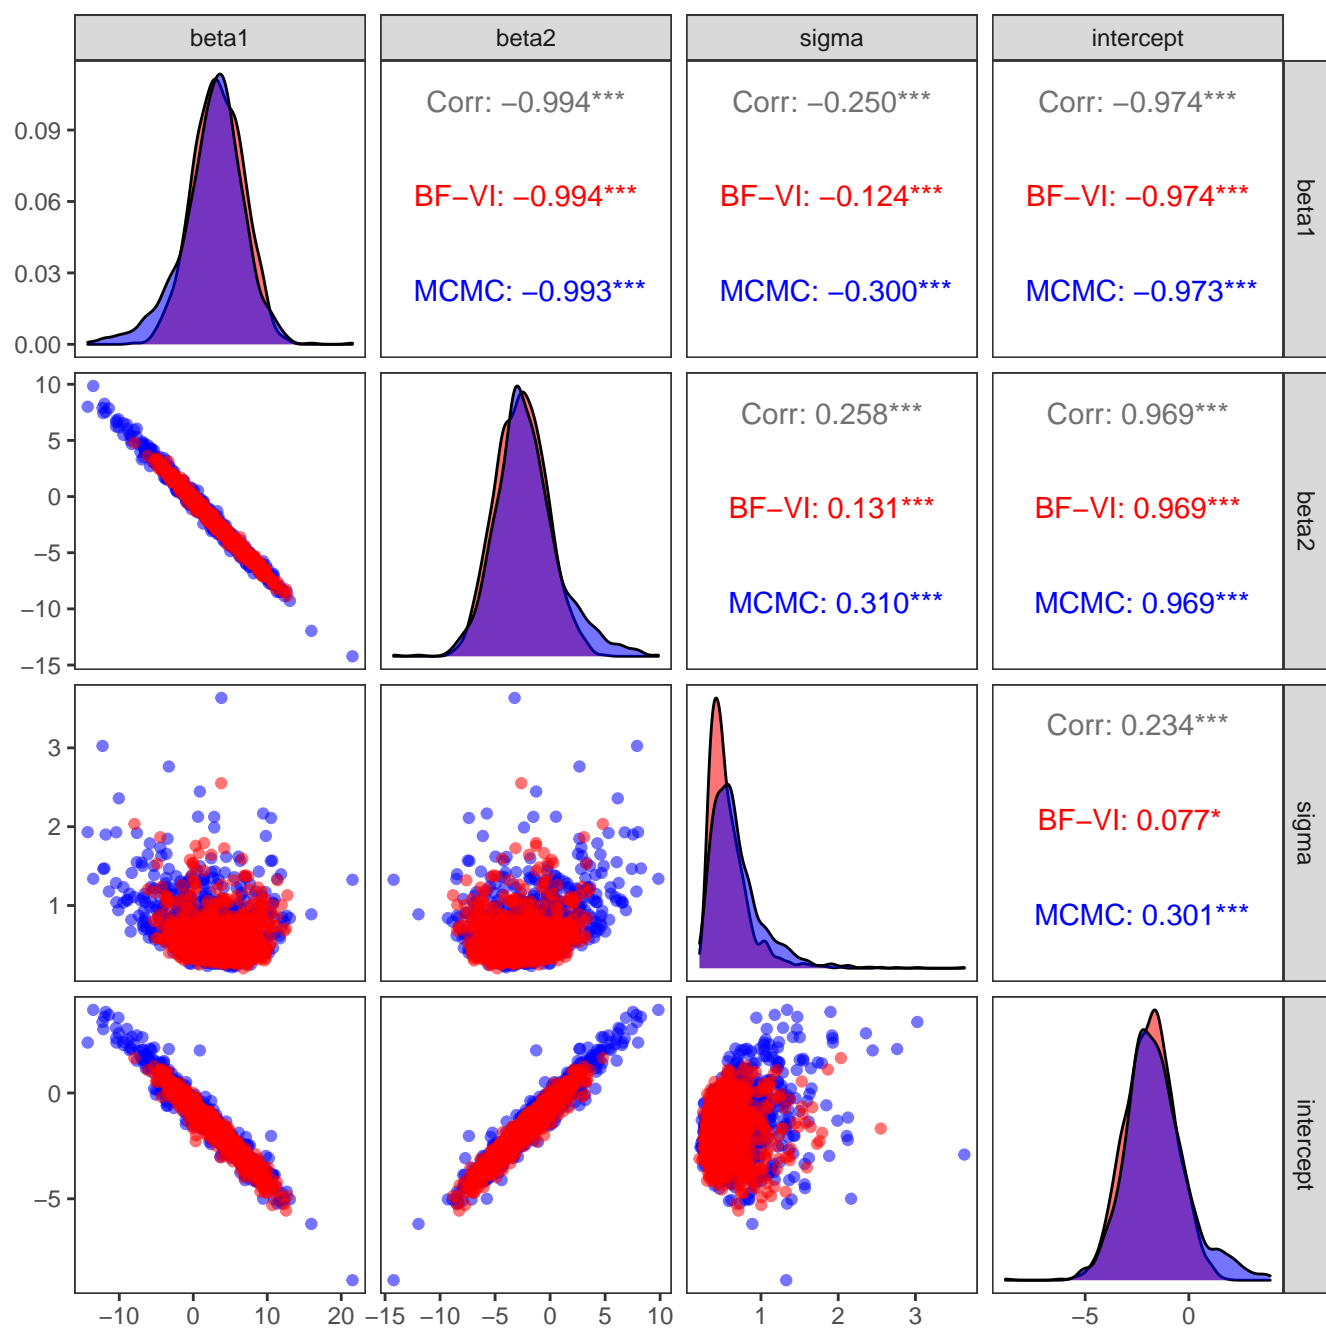 beta1 beta2 sigma intercept
Corr: −0.994*** Corr: −0.250*** Corr: −0.974***
BF−VI: −0.994*** BF−VI: −0.124*** BF−VI: −0.974***
MCMC: −0.993*** MCMC: −0.300*** MCMC: −0.973***
0.09
0.06
0.03
0.00
beta1
Corr: 0.258*** Corr: 0.969***
BF−VI: 0.131*** BF−VI: 0.969***
MCMC: 0.310*** MCMC: 0.969***
10
5
0
−5
−10
−15
beta2
Corr: 0.234***
BF−VI: 0.077*
MCMC: 0.301***
3
2
1
sigma
0
−5
intercept
−10 0 10 20 −15 −10 −5 0 5 10 1 2 3 −5 0